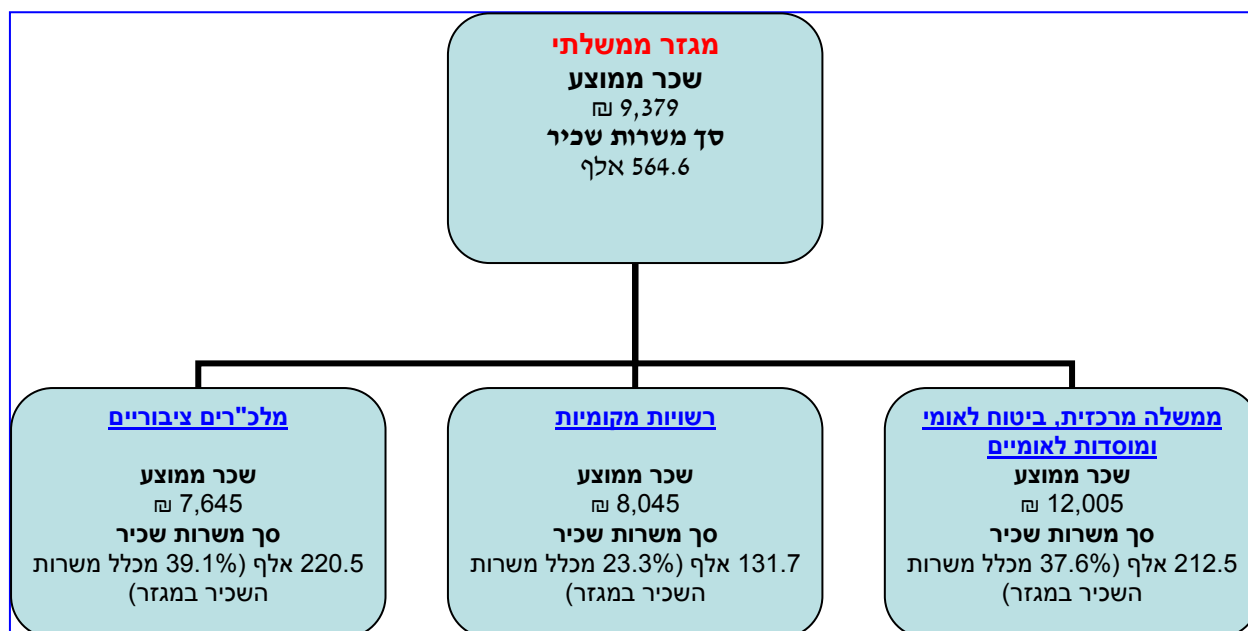 מגזר ממשלתי
שכר ממוצע
9,379 ₪
סך משרות שכיר
564.6 אלף
ממשלה מרכזית, ביטוח לאומי
ומוסדות לאומיים
שכר ממוצע
12,005 ₪
סך משרות שכיר
212.5 אלף (37.6% מכלל משרות
השכיר במגזר)
רשויות מקומיות
שכר ממוצע
8,045 ₪
סך משרות שכיר
131.7 אלף (23.3% מכלל משרות
השכיר במגזר)
מלכ"רים ציבוריים
שכר ממוצע
7,645 ₪
סך משרות שכיר
220.5 אלף (39.1% מכלל משרות
השכיר במגזר)